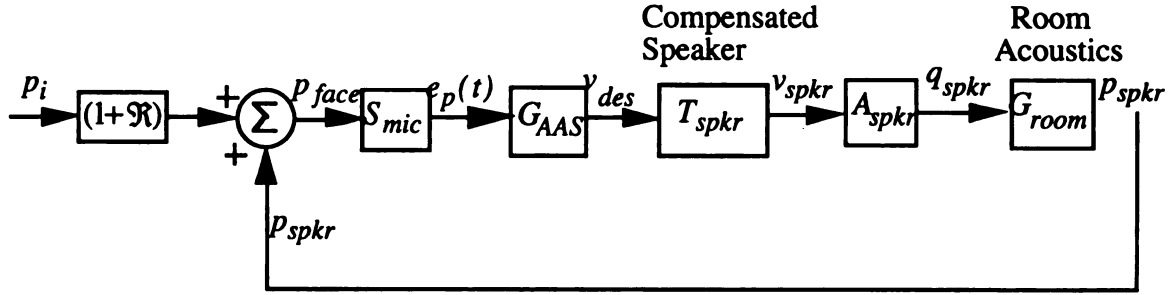 Compensated Speaker
Room Acoustics
p_i
(1+ℜ)
+
+
Σ
p_face
S_mic
e_p(t)
G_AAS
v_des
T_spkr
v_spkr
A_spkr
q_spkr
G_room
p_spkr
p_spkr